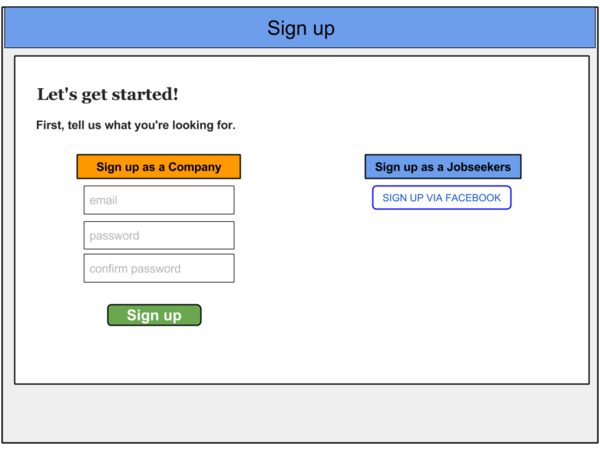 Sign up
Let's get started!
First, tell us what you're looking for.
Sign up as a Company
email
password
confirm password
Sign up
Sign up as a Jobseekers
SIGN UP VIA FACEBOOK